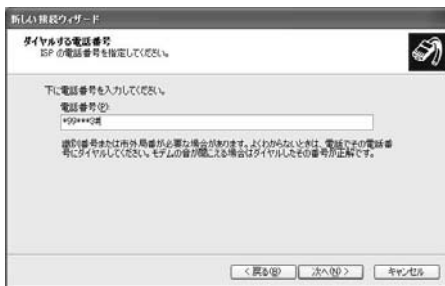 新しい接続ウィザード
ダイヤルする電話番号
ISP の電話番号を指定してください。
下に電話番号を入力してください。
電話番号(P):
*99***3#
識別番号または市外局番が必要な場合があります。よくわからないときは、電話でその電話番
号にダイヤルしてください。モデムの音が聞こえる場合はダイヤルしたその番号が正解です。
< 戻る(B)
次へ(N) >
キャンセル